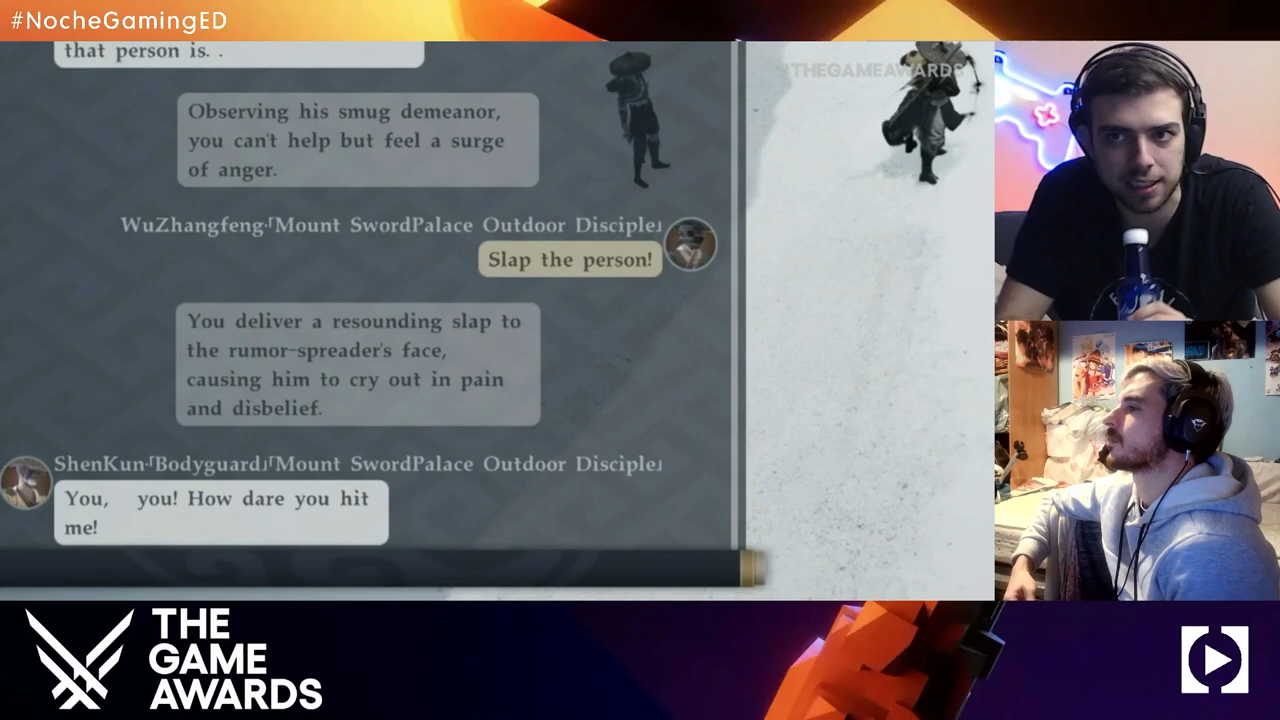 #NocheGamingED
that person is. .
#THEGAMEAWARDS
Observing his smug demeanor,
you can't help but feel a surge
of anger.
WuZhangfeng·「Mount SwordPalace Outdoor Disciple」
Slap the person!
You deliver a resounding slap to
the rumor-spreader's face,
causing him to cry out in pain
and disbelief.
ShenKun·「Bodyguard」「Mount SwordPalace Outdoor Disciple」
You, you! How dare you hit
me!
THE
GAME
AWARDS